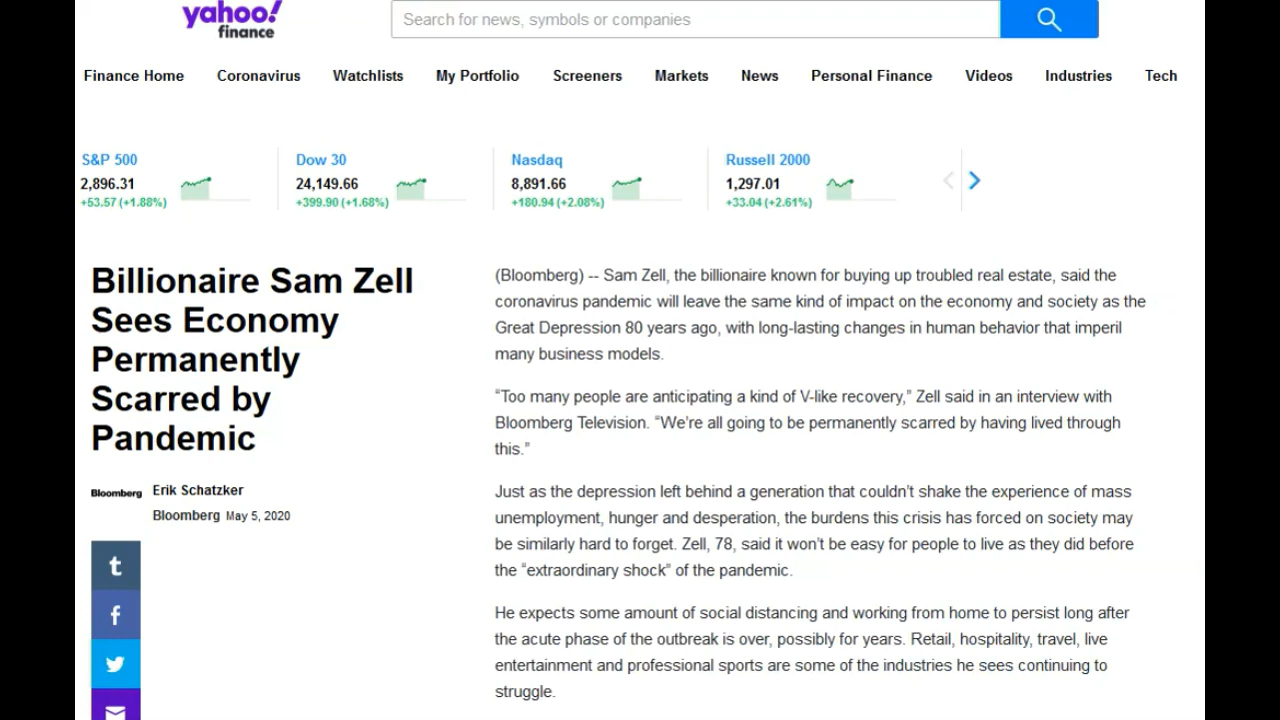 yahoo!
finance
Search for news, symbols or companies
Finance Home Coronavirus Watchlists My Portfolio Screeners Markets News Personal Finance Videos Industries Tech
S&P 500
2,896.31
+53.57 (+1.88%)
Dow 30
24,149.66
+399.90 (+1.68%)
Nasdaq
8,891.66
+180.94 (+2.08%)
Russell 2000
1,297.01
+33.04 (+2.61%)
Billionaire Sam Zell
Sees Economy
Permanently
Scarred by
Pandemic
Bloomberg Erik Schatzker
Bloomberg May 5, 2020
(Bloomberg) -- Sam Zell, the billionaire known for buying up troubled real estate, said the
coronavirus pandemic will leave the same kind of impact on the economy and society as the
Great Depression 80 years ago, with long-lasting changes in human behavior that imperil
many business models.
“Too many people are anticipating a kind of V-like recovery,” Zell said in an interview with
Bloomberg Television. “We’re all going to be permanently scarred by having lived through
this.”
Just as the depression left behind a generation that couldn’t shake the experience of mass
unemployment, hunger and desperation, the burdens this crisis has forced on society may
be similarly hard to forget. Zell, 78, said it won’t be easy for people to live as they did before
the “extraordinary shock” of the pandemic.
He expects some amount of social distancing and working from home to persist long after
the acute phase of the outbreak is over, possibly for years. Retail, hospitality, travel, live
entertainment and professional sports are some of the industries he sees continuing to
struggle.